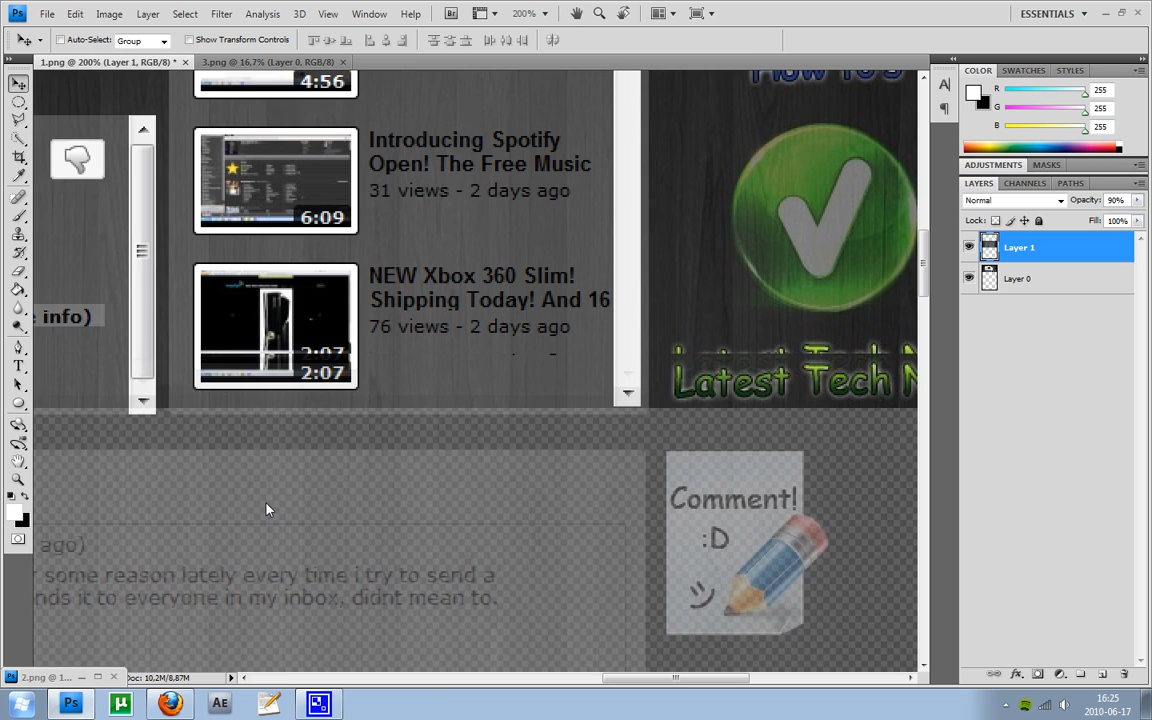 Ps File Edit Image Layer Select Filter Analysis 3D View Window Help Br 200% ESSENTIALS
Auto-Select: Group Show Transform Controls
1.png @ 200% (Layer 1, RGB/8) * 3.png @ 16,7% (Layer 0, RGB/8)
4:56
How To's
Introducing Spotify
Open! The Free Music
31 views - 2 days ago
6:09
NEW Xbox 360 Slim!
Shipping Today! And 16
76 views - 2 days ago
e info)
2:07
2:07
Latest Tech N
Comment!
:D
ago)
r some reason lately every time i try to send a
nds it to everyone in my inbox, didnt mean to.
COLOR SWATCHES STYLES
R 255
G 255
B 255
ADJUSTMENTS MASKS
LAYERS CHANNELS PATHS
Normal Opacity: 90%
Lock: Fill: 100%
Layer 1
Layer 0
fx
Ps 2.png @ 1... Doc: 10,2M/8,87M
Ps µ Ae
16:25
2010-06-17